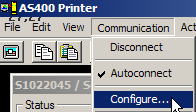 AS400 Printer
File Edit View Communication Act
Disconnect
Autoconnect
S1022045 / S
Configure...
Status